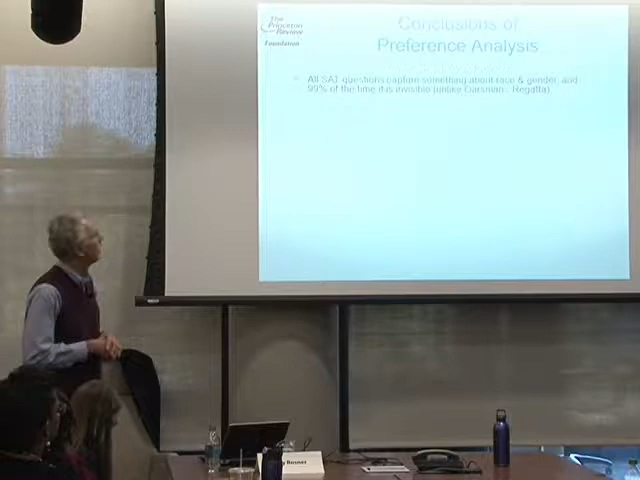 The
Princeton
Review
Foundation
Conclusions of
Preference Analysis
All SAT questions capture something about race & gender, and
99% of the time it is invisible (unlike Oarsman:: Regatta)
Rosner